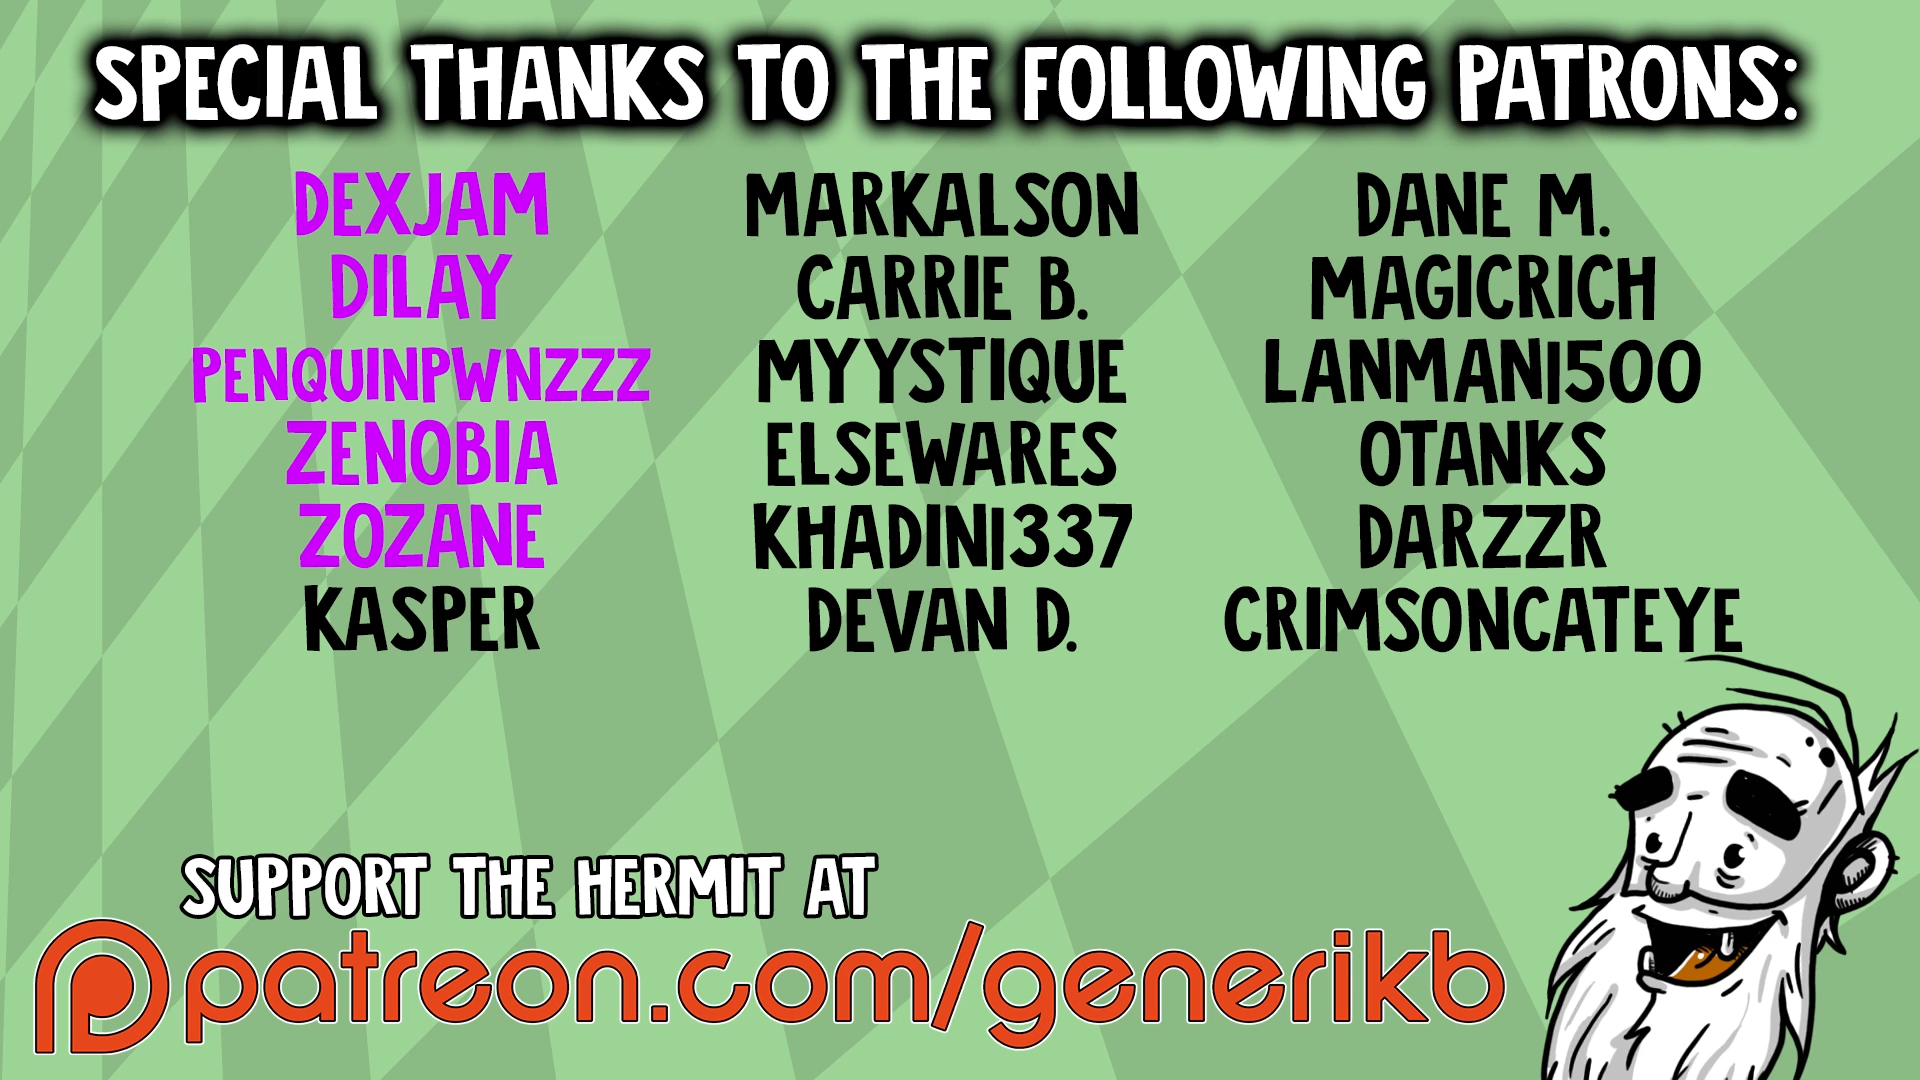 SPECIAL THANKS TO THE FOLLOWING PATRONS:
DEXJAM
DILAY
PENQUINPWNZZZ
ZENOBIA
ZOZANE
KASPER
MARKALSON
CARRIE B.
MYYSTIQUE
ELSEWARES
KHADIN1337
DEVAN D.
DANE M.
MAGICRICH
LANMAN1500
OTANKS
DARZZR
CRIMSONCATEYE
SUPPORT THE HERMIT AT
patreon.com/generikb